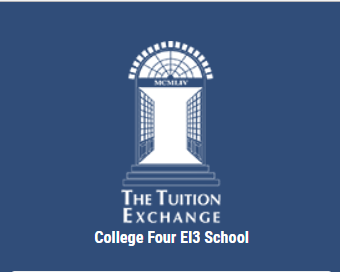 MCMLIV
THE TUITION
EXCHANGE
College Four EI3 School